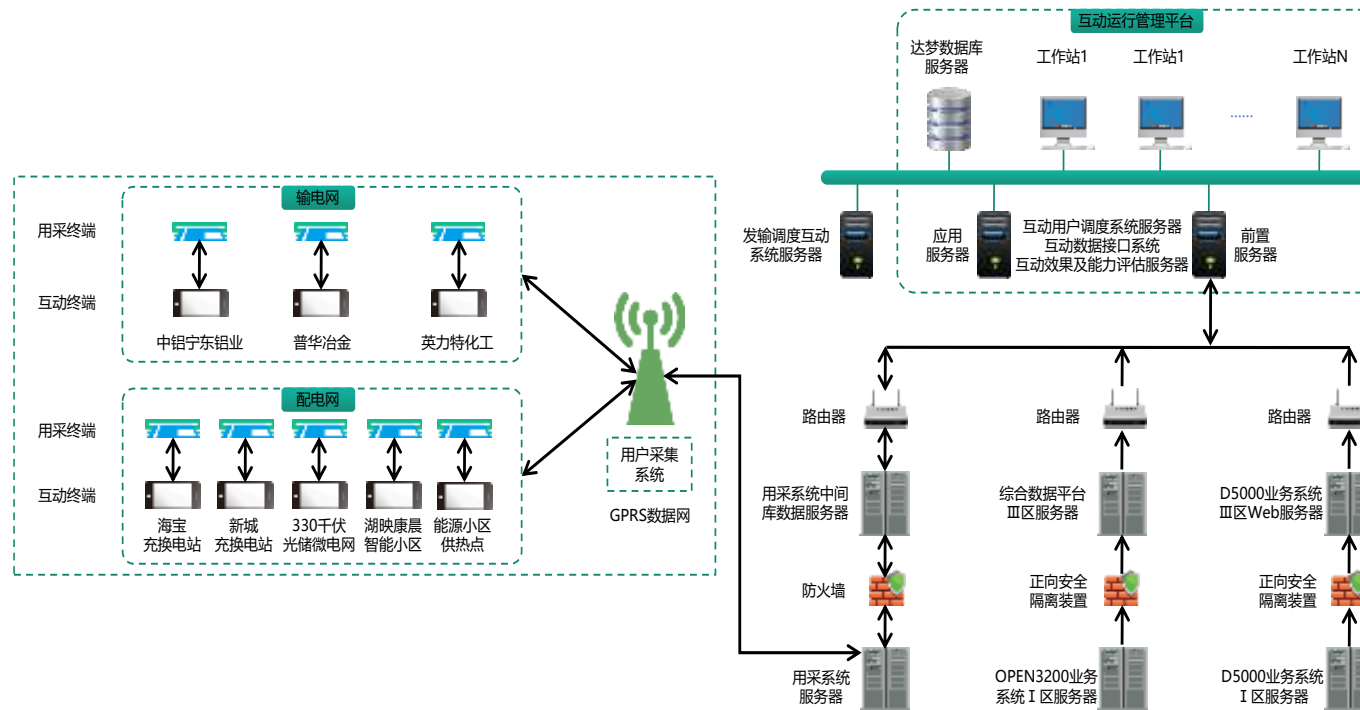 互动运行管理平台
达梦数据库
服务器
工作站1
工作站1
......
工作站N
发输调度互动
系统服务器
应用
服务器
互动用户调度系统服务器
互动数据接口系统
互动效果及能力评估服务器
前置
服务器
输电网
用采终端
互动终端
中铝宁东铝业
普华冶金
英力特化工
配电网
用采终端
互动终端
海宝
充换电站
新城
充换电站
330千伏
光储微电网
湖映康晨
智能小区
能源小区
供热点
用户采集
系统
GPRS数据网
路由器
路由器
路由器
用采系统中间
库数据服务器
综合数据平台
Ⅲ区服务器
D5000业务系统
Ⅲ区Web服务器
防火墙
正向安全
隔离装置
正向安全
隔离装置
用采系统
服务器
OPEN3200业务
系统Ⅰ区服务器
D5000业务系统
Ⅰ区服务器